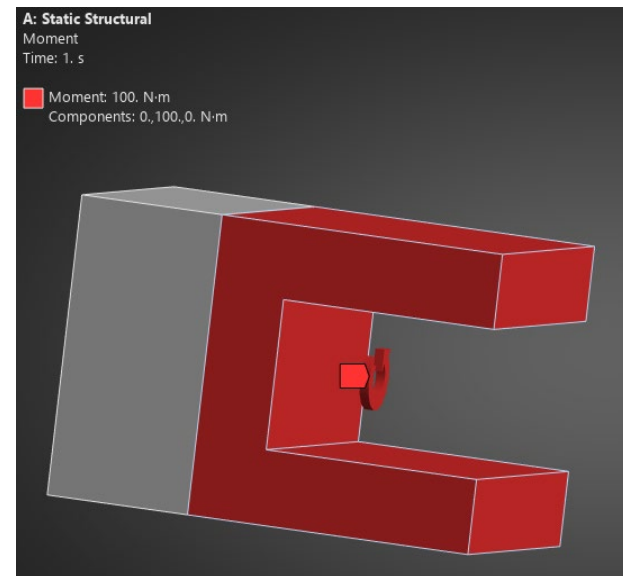 A: Static Structural
Moment
Time: 1. s
Moment: 100. N·m
Components: 0.,100.,0. N·m